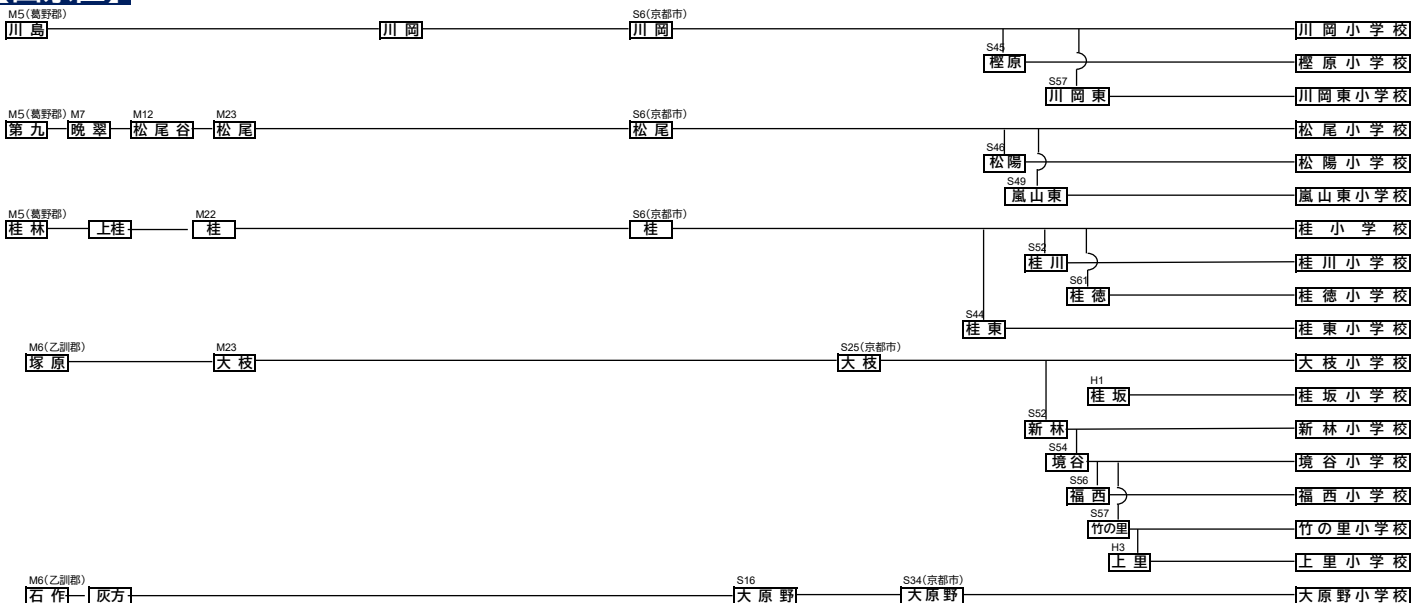 M5(葛野郡) S6(京都市)
川島 川岡 川岡 川岡小学校
S45
樫原 樫原小学校
S57
川岡東 川岡東小学校
M5(葛野郡) M7 M12 M23 S6(京都市)
第九 晩翠 松尾谷 松尾 松尾 松尾小学校
S46
松陽 松陽小学校
S49
嵐山東 嵐山東小学校
M5(葛野郡) M22 S6(京都市)
桂林 上桂 桂 桂 桂小学校
S52
桂川 桂川小学校
S61
桂徳 桂徳小学校
S44
桂東 桂東小学校
M6(乙訓郡) M23 S25(京都市)
塚原 大枝 大枝 大枝小学校
H1
桂坂 桂坂小学校
S52
新林 新林小学校
S54
境谷 境谷小学校
S56
福西 福西小学校
S57
竹の里 竹の里小学校
H3
上里 上里小学校
M6(乙訓郡) S16 S34(京都市)
石作 灰方 大原野 大原野 大原野小学校